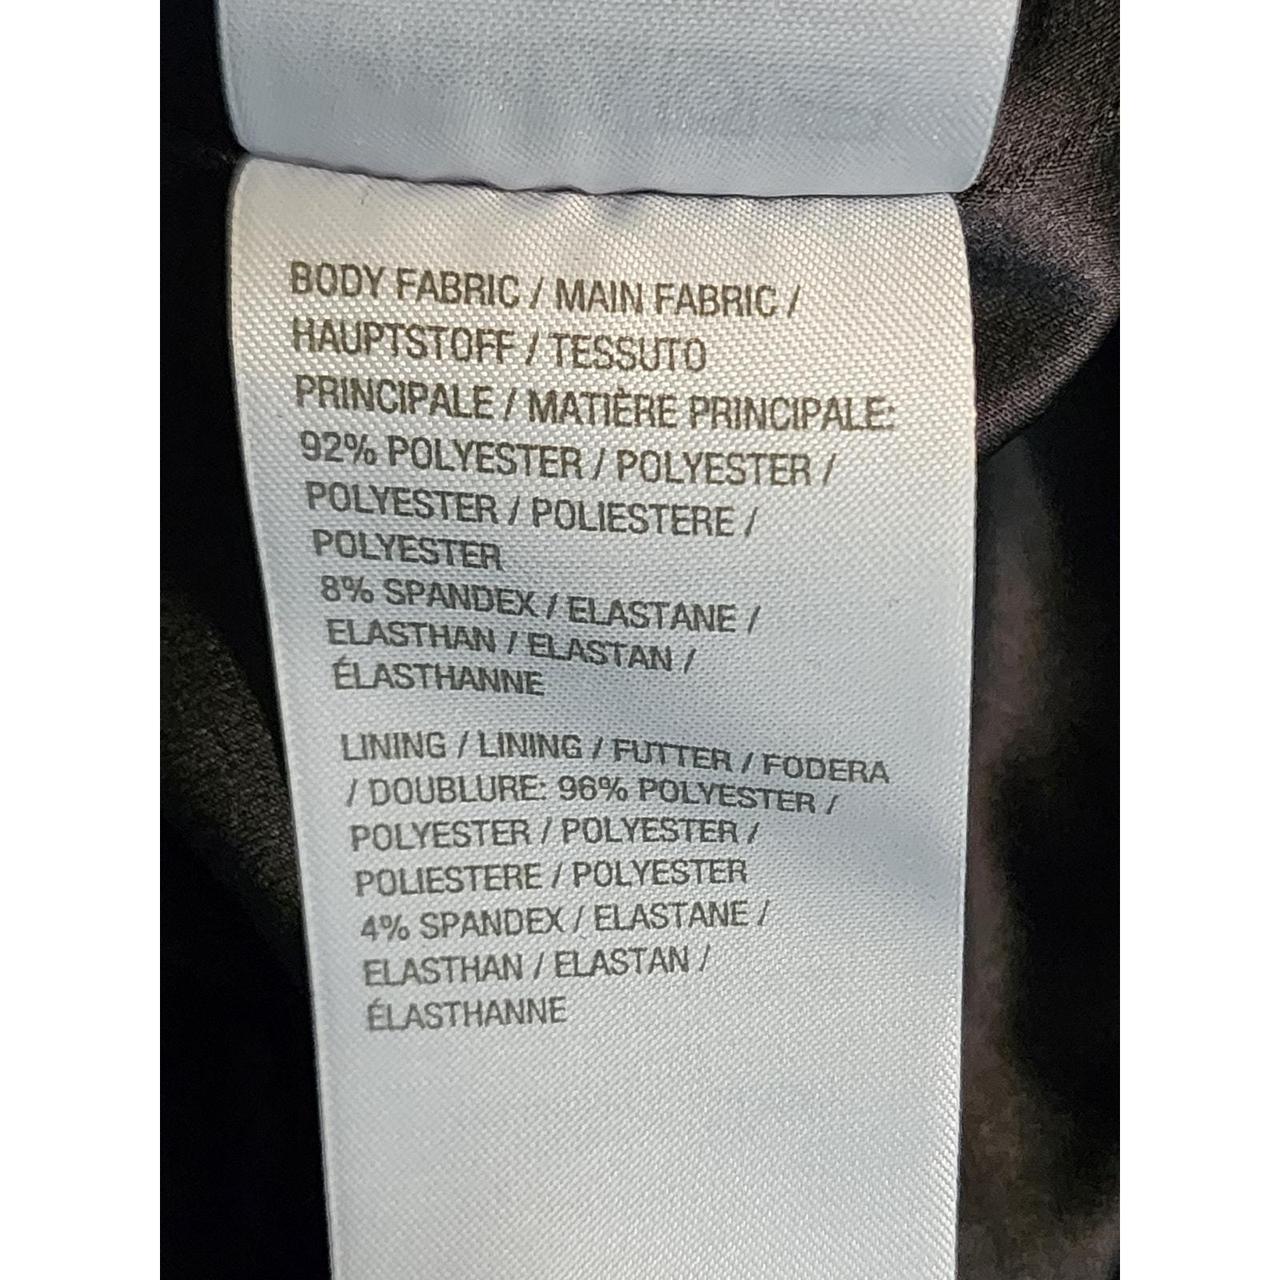 BODY FABRIC / MAIN FABRIC /
HAUPTSTOFF / TESSUTO
PRINCIPALE / MATIÈRE PRINCIPALE:
92% POLYESTER / POLYESTER /
POLYESTER / POLIESTERE /
POLYESTER
8% SPANDEX / ELASTANE /
ELASTHAN / ELASTAN /
ÉLASTHANNE
LINING / LINING / FUTTER / FODERA
/ DOUBLURE: 96% POLYESTER /
POLYESTER / POLYESTER /
POLIESTERE / POLYESTER
4% SPANDEX / ELASTANE /
ELASTHAN / ELASTAN /
ÉLASTHANNE